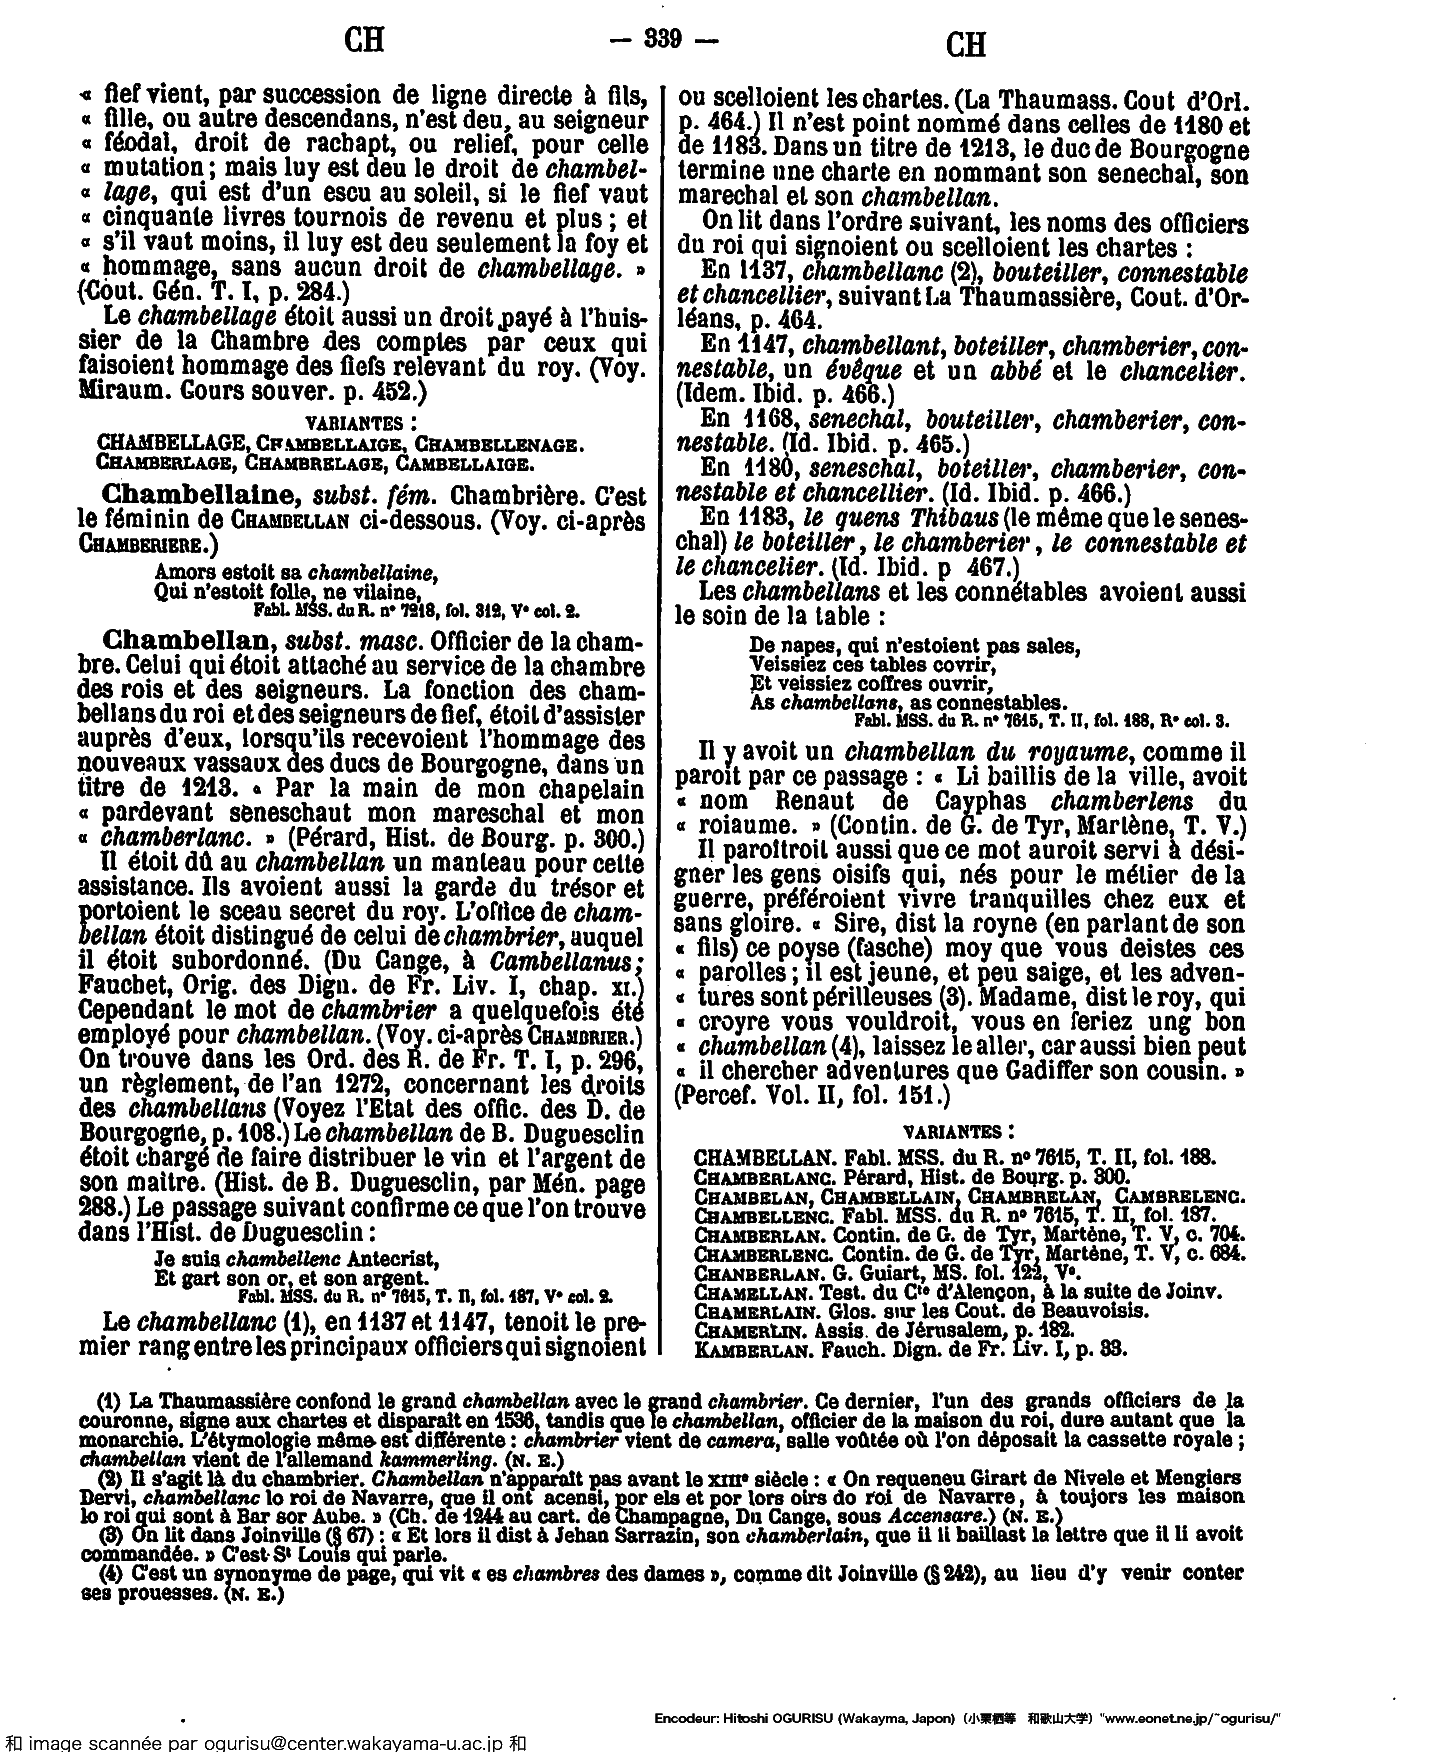 CH — 339 — CH
« fief vient, par succession de ligne directe à fils,
« fille, ou autre descendans, n'est deu, au seigneur
« féodal, droit de rachapt, ou relief, pour celle
« mutation ; mais luy est deu le droit de chambel-
« lage, qui est d'un escu au soleil, si le fief vaut
« cinquante livres tournois de revenu et plus ; et
« s'il vaut moins, il luy est deu seulement la foy et
« hommage, sans aucun droit de chambellage. »
(Cout. Gén. T. I, p. 284.)
Le chambellage étoit aussi un droit payé à l'huis-
sier de la Chambre des comptes par ceux qui
faisoient hommage des fiefs relevant du roy. (Voy.
Miraum. Cours souver. p. 452.)
VARIANTES :
CHAMBELLAGE, CHAMBELLAIGE, CHAMBELLENAGE.
CHAMBERLAGE, CHAMBRELAGE, CAMBELLAIGE.
Chambellaine, subst. fém. Chambrière. C'est
le féminin de CHAMBELLAN ci-dessous. (Voy. ci-après
CHAMBERIERE.)
Amors estoit sa chambellaine,
Qui n'estoit folle, ne vilaine,
Fabl. MSS. du R. n° 7218, fol. 312, V° col. 2.
Chambellan, subst. masc. Officier de la cham-
bre. Celui qui étoit attaché au service de la chambre
des rois et des seigneurs. La fonction des cham-
bellans du roi et des seigneurs de fief, étoit d'assister
auprès d'eux, lorsqu'ils recevoient l'hommage des
nouveaux vassaux des ducs de Bourgogne, dans un
titre de 1213. « Par la main de mon chapelain
« pardevant seneschaut mon mareschal et mon
« chamberlanc. » (Pérard, Hist. de Bourg. p. 300.)
Il étoit dû au chambellan un manteau pour cette
assistance. Ils avoient aussi la garde du trésor et
portoient le sceau secret du roy. L'office de cham-
bellan étoit distingué de celui de chambrier, auquel
il étoit subordonné. (Du Cange, à Cambellanus ;
Fauchet, Orig. des Dign. de Fr. Liv. I, chap. XI.)
Cependant le mot de chambrier a quelquefois été
employé pour chambellan. (Voy. ci-après CHAMBRIER.)
On trouve dans les Ord. des R. de Fr. T. I, p. 296,
un règlement, de l'an 1272, concernant les droits
des chambellans (Voyez l'Etat des offic. des D. de
Bourgogne, p. 108.) Le chambellan de B. Duguesclin
étoit chargé de faire distribuer le vin et l'argent de
son maitre. (Hist. de B. Duguesclin, par Mén. page
288.) Le passage suivant confirme ce que l'on trouve
dans l'Hist. de Duguesclin :
Je suis chambellenc Antecrist,
Et gart son or, et son argent.
Fabl. MSS. du R. n° 7615, T. II, fol. 187, V° col. 2.
Le chambellanc (1), en 1137 et 1147, tenoit le pre-
mier rang entre les principaux officiers qui signoient
ou scelloient les chartes. (La Thaumass. Cout d'Orl.
p. 464.) Il n'est point nommé dans celles de 1180 et
de 1183. Dans un titre de 1213, le duc de Bourgogne
termine une charte en nommant son senechal, son
marechal et son chambellan.
On lit dans l'ordre suivant, les noms des officiers
du roi qui signoient ou scelloient les chartes :
En 1137, chambellanc (2), bouteiller, connestable
et chancellier, suivant La Thaumassière, Cout. d'Or-
léans, p. 464.
En 1147, chambellant, boteiller, chamberier, con-
nestable, un évêque et un abbé et le chancelier.
(Idem. Ibid. p. 466.)
En 1168, senechal, bouteiller, chamberier, con-
nestable. (Id. Ibid. p. 465.)
En 1180, seneschal, boteiller, chamberier, con-
nestable et chancellier. (Id. Ibid. p. 466.)
En 1183, le quens Thibaus (le même que le senes-
chal) le boteiller, le chamberier, le connestable et
le chancelier. (Id. Ibid. p 467.)
Les chambellans et les connétables avoient aussi
le soin de la table :
De napes, qui n'estoient pas sales,
Veissiez ces tables covrir,
Et veissiez coffres ouvrir,
As chambellans, as connestables.
Fabl. MSS. du R. n° 7615, T. II, fol. 188, R° col. 3.
Il y avoit un chambellan du royaume, comme il
paroit par ce passage : « Li baillis de la ville, avoit
« nom Renaut de Cayphas chamberlens du
« roiaume. » (Contin. de G. de Tyr, Martène, T. V.)
Il paroitroit aussi que ce mot auroit servi à dési-
gner les gens oisifs qui, nés pour le métier de la
guerre, préféroient vivre tranquilles chez eux et
sans gloire. « Sire, dist la royne (en parlant de son
« fils) ce poyse (fasche) moy que vous deistes ces
« parolles ; il est jeune, et peu saige, et les adven-
« tures sont périlleuses (3). Madame, dist le roy, qui
« croyre vous vouldroit, vous en feriez ung bon
« chambellan (4), laissez le aller, car aussi bien peut
« il chercher adventures que Gadiffer son cousin. »
(Percef. Vol. II, fol. 151.)
VARIANTES :
CHAMBELLAN. Fabl. MSS. du R. n° 7615, T. II, fol. 188.
CHAMBERLANC. Pérard, Hist. de Bourg. p. 300.
CHAMBELAN, CHAMBELLAIN, CHAMBRELAN, CAMBRELENC.
CHAMBELLENC. Fabl. MSS. du R. n° 7615, T. II, fol. 187.
CHAMBERLAN. Contin. de G. de Tyr, Martène, T. V, c. 704.
CHAMBERLENC. Contin. de G. de Tyr, Martène, T. V, c. 684.
CHANBERLAN. G. Guiart, MS. fol. 122, V°.
CHAMELLAN. Test. du Cte d'Alençon, à la suite de Joinv.
CHAMERLAIN. Glos. sur les Cout. de Beauvoisis.
CHAMERLIN. Assis. de Jérusalem, p. 182.
KAMBERLAN. Fauch. Dign. de Fr. Liv. I, p. 33.
(1) La Thaumassière confond le grand chambellan avec le grand chambrier. Ce dernier, l'un des grands officiers de la
couronne, signe aux chartes et disparaît en 1536, tandis que le chambellan, officier de la maison du roi, dure autant que la
monarchie. L'étymologie même est différente : chambrier vient de camera, salle voûtée où l'on déposait la cassette royale ;
chambellan vient de l'allemand kammerling. (N. E.)
(2) Il s'agit là du chambrier. Chambellan n'apparaît pas avant le XIIIe siècle : « On requeneu Girart de Nivele et Mengiers
Dervi, chambellanc lo roi de Navarre, que il ont acensi, por els et por lors oirs do roi de Navarre, à toujors les maison
lo roi qui sont à Bar sor Aube. » (Ch. de 1244 au cart. de Champagne, Du Cange, sous Accensare.) (N. E.)
(3) On lit dans Joinville (§ 67) : « Et lors il dist à Jehan Sarrazin, son chamberlain, que il li baillast la lettre que il li avoit
commandée. » C'est St Louis qui parle.
(4) C'est un synonyme de page, qui vit « es chambres des dames », comme dit Joinville (§ 242), au lieu d'y venir conter
ses prouesses. (N. E.)
Encodeur: Hitoshi OGURISU (Wakayma, Japon) (小栗栖等 和歌山大学) "www.eonet.ne.jp/~ogurisu/"
和 image scannée par ogurisu@center.wakayama-u.ac.jp 和